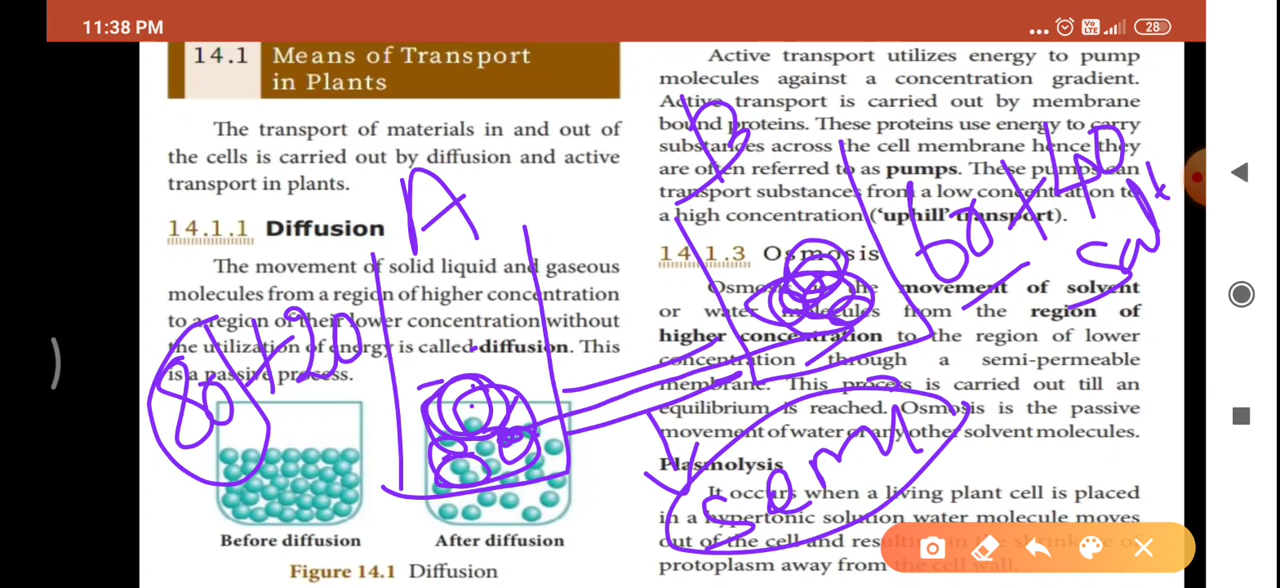 11:38 PM
28
14.1 Means of Transport
in Plants
The transport of materials in and out of
the cells is carried out by diffusion and active
transport in plants.
14.1.1 Diffusion
The movement of solid liquid and gaseous
molecules from a region of higher concentration
to a region of their lower concentration without
the utilization of energy is called diffusion. This
is a passive process.
A
80+20
Before diffusion
After diffusion
Figure 14.1 Diffusion
Active transport utilizes energy to pump
molecules against a concentration gradient.
Active transport is carried out by membrane
bound proteins. These proteins use energy to carry
substances across the cell membrane hence they
are often referred to as pumps. These pumps can
transport substances from a low concentration to
a high concentration ('uphill' transport).
B
60+40
14.1.3 Osmosis
Osmosis is the movement of solvent
or water molecules from the region of
higher concentration to the region of lower
concentration through a semi-permeable
membrane. This process is carried out till an
equilibrium is reached. Osmosis is the passive
movement of water or any other solvent molecules.
Semi
Plasmolysis
It occurs when a living plant cell is placed
in a hypertonic solution water molecule moves
out of the cell and resulting in the shrinkage of
protoplasm away from the cell wall.